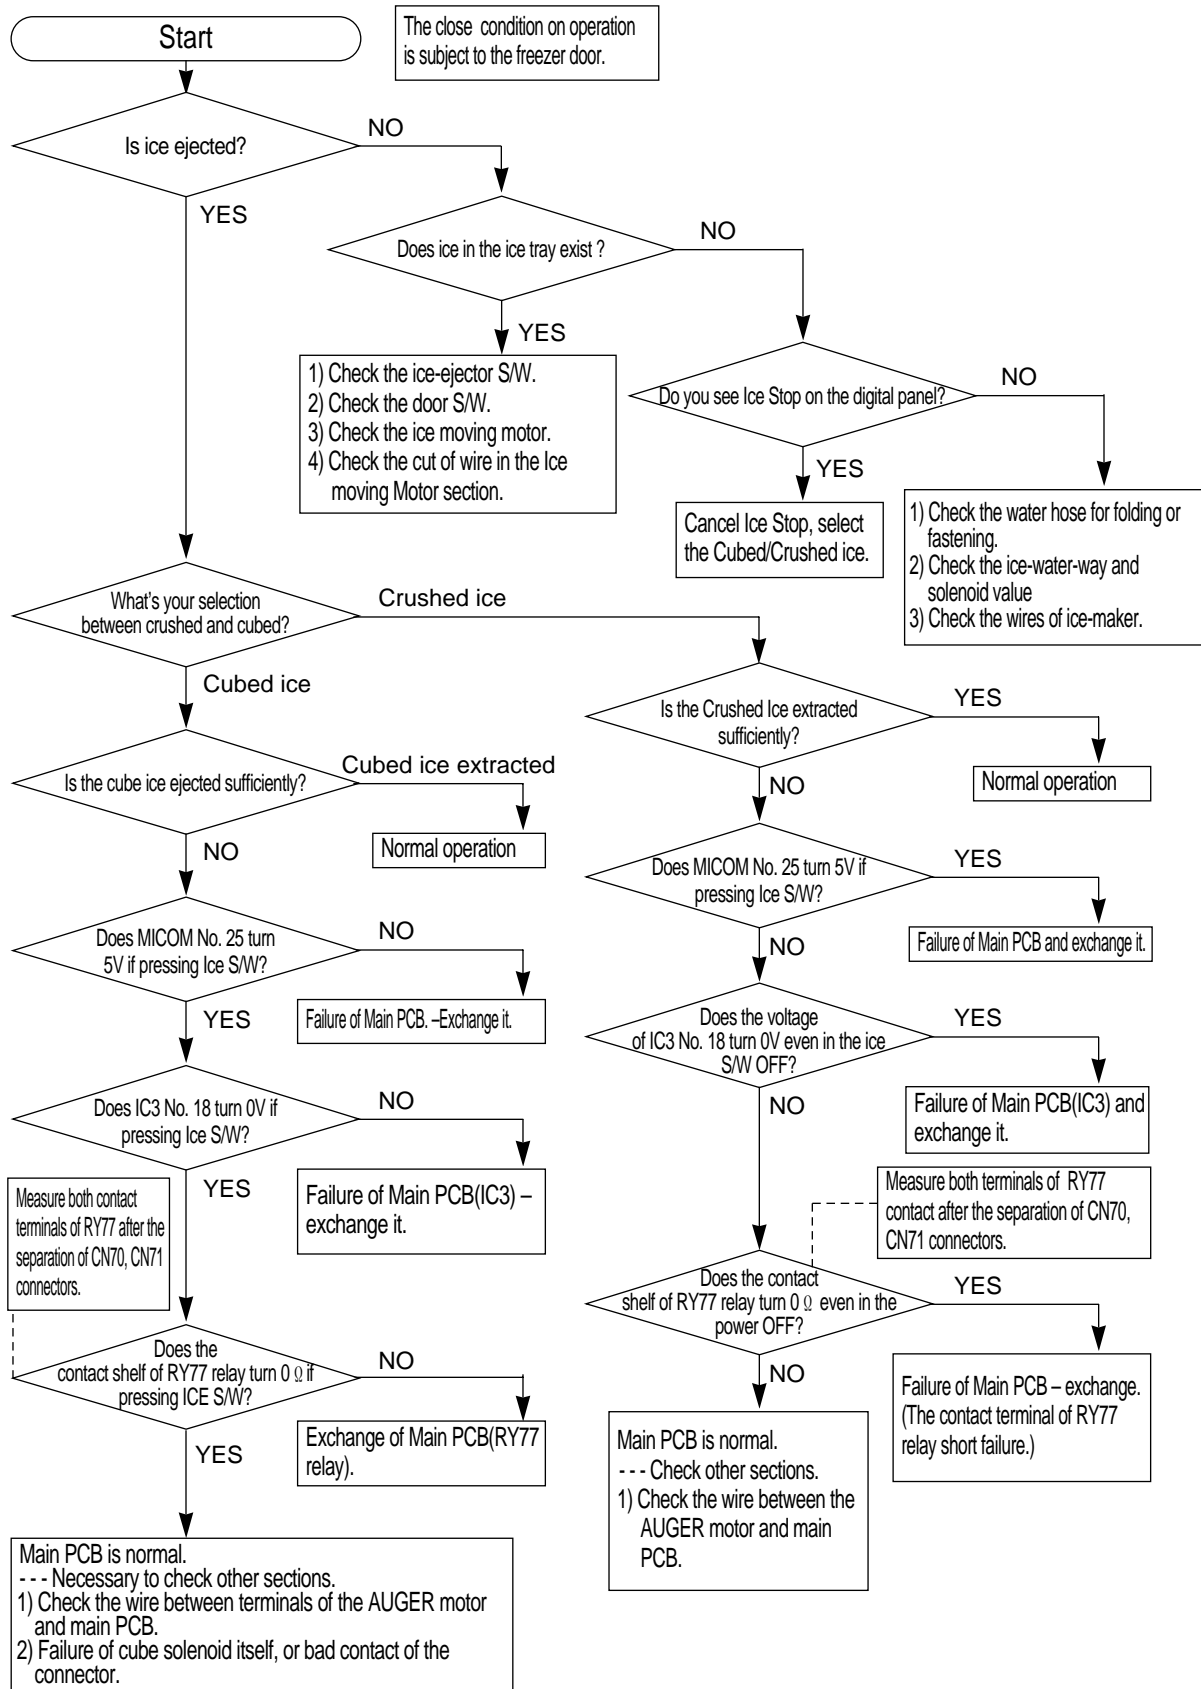 Start
The close condition on operation
is subject to the freezer door.
Is ice ejected?
NO
YES
Does ice in the ice tray exist ?
NO
YES
1) Check the ice-ejector S/W.
2) Check the door S/W.
3) Check the ice moving motor.
4) Check the cut of wire in the Ice
moving Motor section.
Do you see Ice Stop on the digital panel?
NO
YES
Cancel Ice Stop, select
the Cubed/Crushed ice.
1) Check the water hose for folding or
fastening.
2) Check the ice-water-way and
solenoid value
3) Check the wires of ice-maker.
What's your selection
between crushed and cubed?
Crushed ice
Cubed ice
Is the cube ice ejected sufficiently?
Cubed ice extracted
Normal operation
NO
Does MICOM No. 25 turn
5V if pressing Ice S/W?
NO
Failure of Main PCB. –Exchange it.
YES
Does IC3 No. 18 turn 0V if
pressing Ice S/W?
NO
Failure of Main PCB(IC3) –
exchange it.
YES
Measure both contact
terminals of RY77 after the
separation of CN70, CN71
connectors.
Does the
contact shelf of RY77 relay turn 0 Ω if
pressing ICE S/W?
NO
Exchange of Main PCB(RY77
relay).
YES
Main PCB is normal.
- - - Necessary to check other sections.
1) Check the wire between terminals of the AUGER motor
and main PCB.
2) Failure of cube solenoid itself, or bad contact of the
connector.
Is the Crushed Ice extracted
sufficiently?
YES
Normal operation
NO
Does MICOM No. 25 turn 5V if
pressing Ice S/W?
YES
Failure of Main PCB and exchange it.
NO
Does the voltage
of IC3 No. 18 turn 0V even in the ice
S/W OFF?
YES
Failure of Main PCB(IC3) and
exchange it.
NO
Measure both terminals of RY77
contact after the separation of CN70,
CN71 connectors.
Does the contact
shelf of RY77 relay turn 0 Ω even in the
power OFF?
YES
Failure of Main PCB – exchange.
(The contact terminal of RY77
relay short failure.)
NO
Main PCB is normal.
- - - Check other sections.
1) Check the wire between the
AUGER motor and main
PCB.